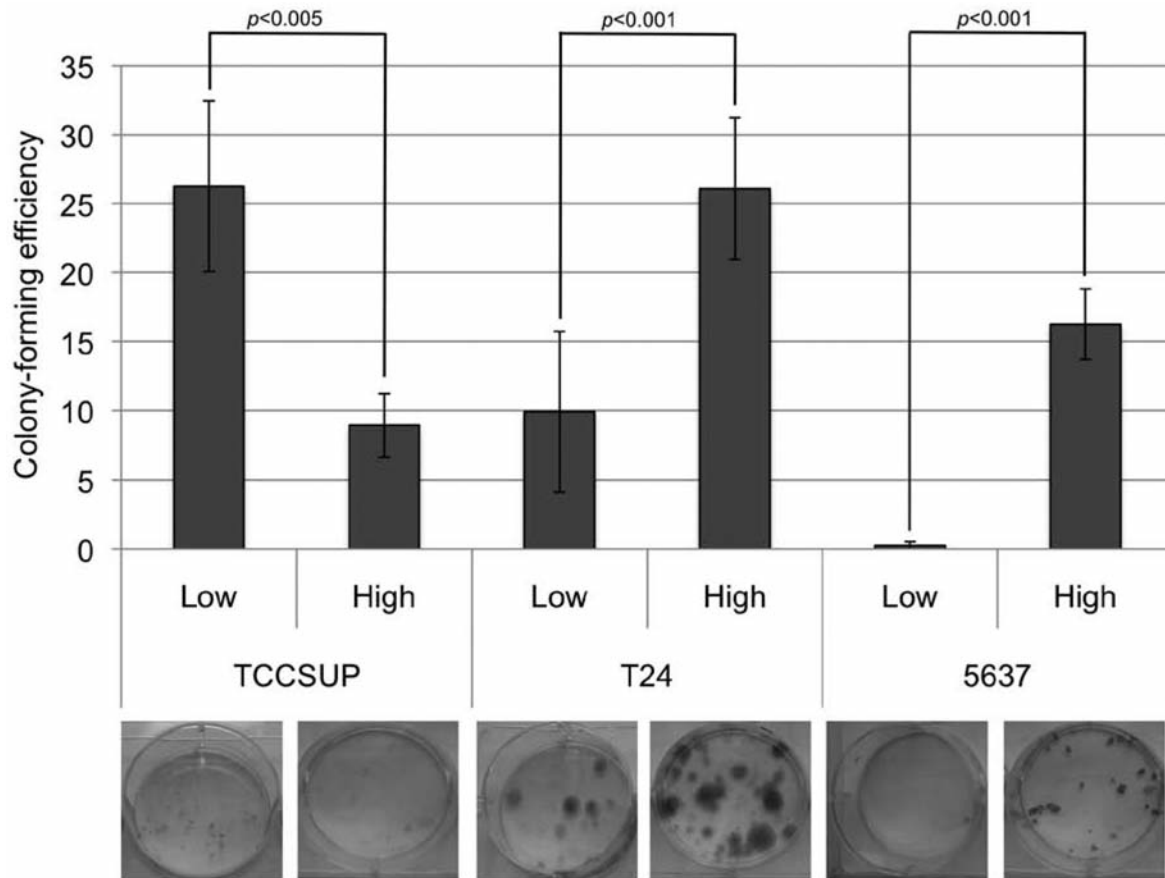 p<0.005 p<0.001 p<0.001
35
30
25
20
15
10
5
0
Colony-forming efficiency
Low High Low High Low High
TCCSUP T24 5637